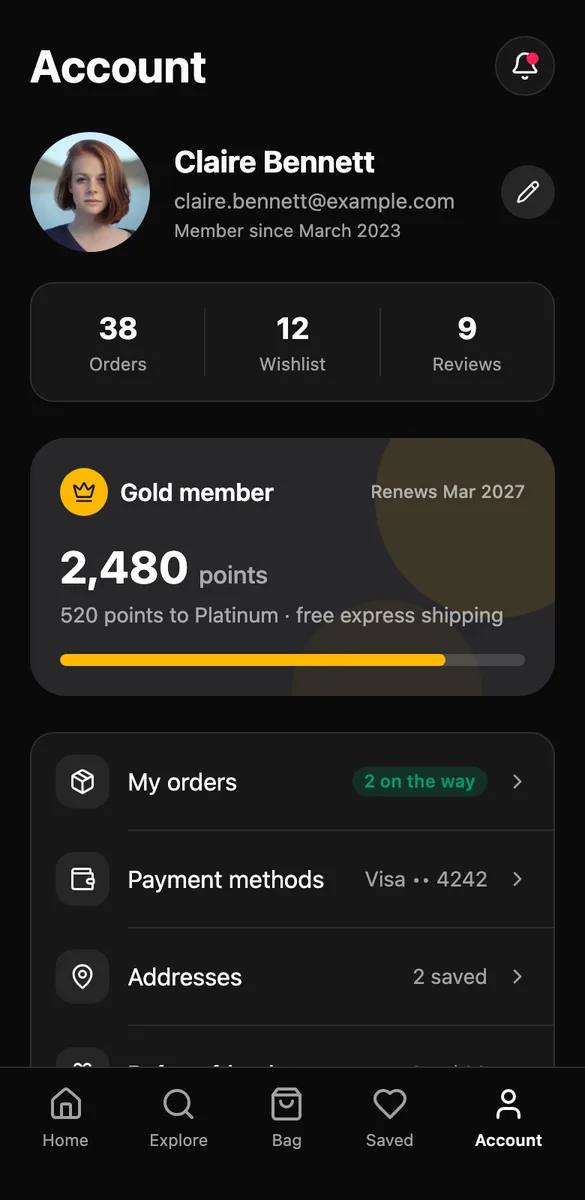 Account
Claire Bennett
claire.bennett@example.com
Member since March 2023
38
Orders
12
Wishlist
9
Reviews
Gold member
Renews Mar 2027
2,480 points
520 points to Platinum · free express shipping
My orders
2 on the way
Payment methods
Visa •• 4242
Addresses
2 saved
Home
Explore
Bag
Saved
Account